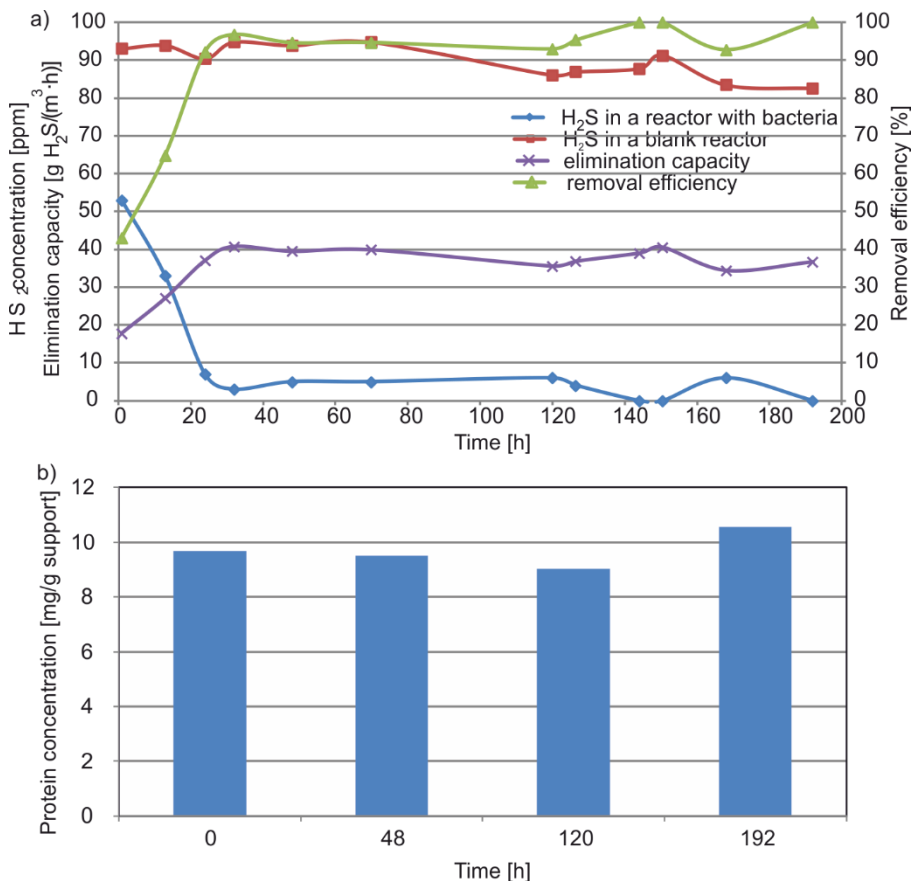 a)
100
90
80
70
60
50
40
30
20
10
0
H S ₂concentration [ppm]
Elimination capacity [g H₂S/(m³·h)]
H₂S in a reactor with bacteria
H₂S in a blank reactor
elimination capacity
removal efficiency
100
90
80
70
60
50
40
30
20
10
0
Removal efficiency [%]
0 20 40 60 80 100 120 140 160 180 200
Time [h]
b)
12
10
8
6
4
2
0
Protein concentration [mg/g support]
0 48 120 192
Time [h]